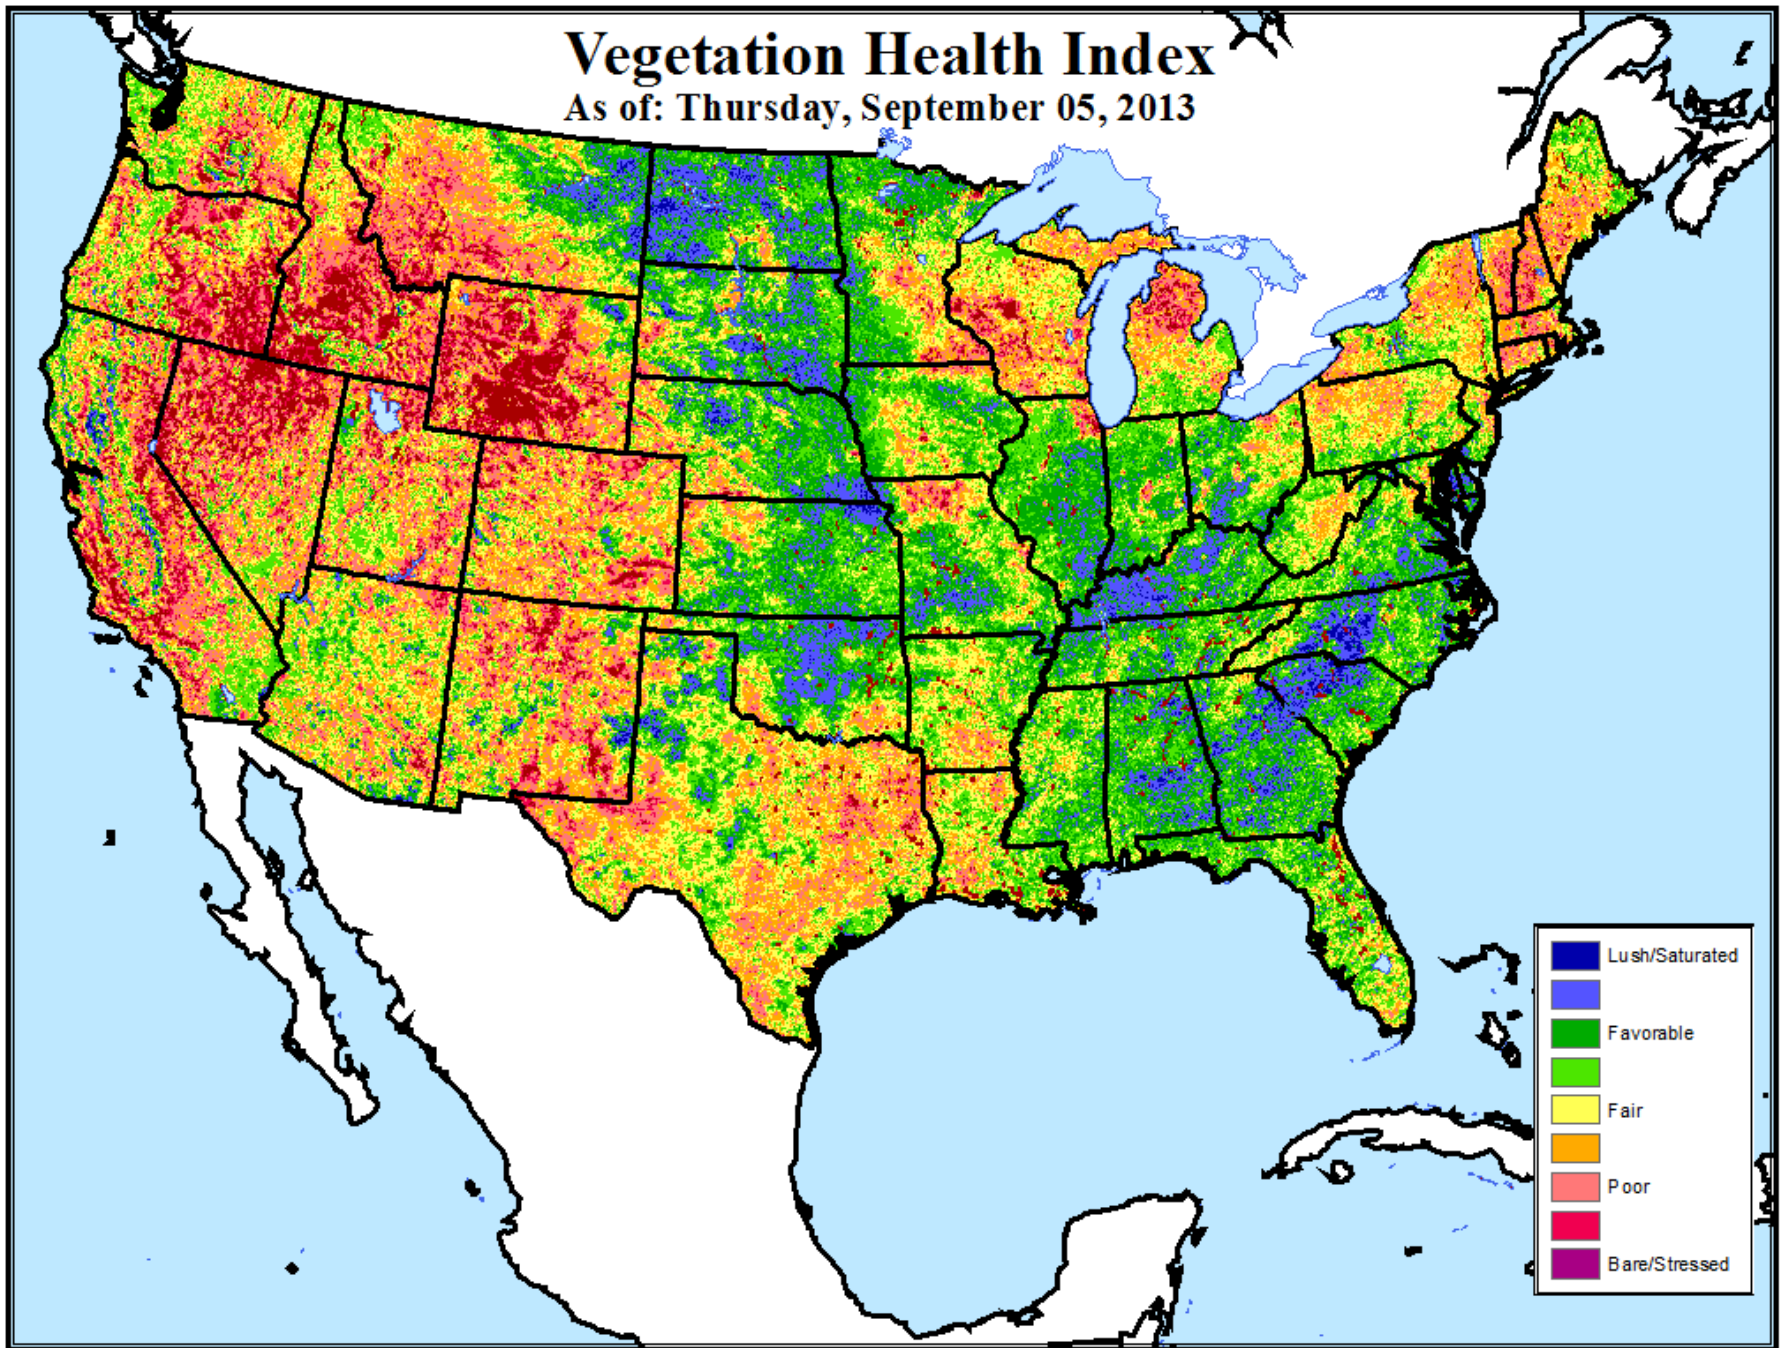 Vegetation Health Index
As of: Thursday, September 05, 2013
Lush/Saturated
Favorable
Fair
Poor
Bare/Stressed